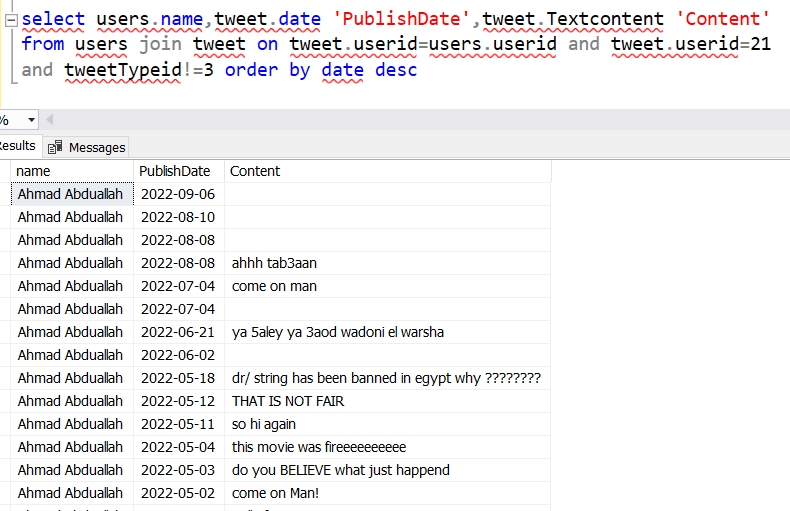 select users.name,tweet.date 'PublishDate',tweet.Textcontent 'Content'
from users join tweet on tweet.userid=users.userid and tweet.userid=21
and tweetTypeid!=3 order by date desc
%
Results Messages
name PublishDate Content
Ahmad Abduallah 2022-09-06
Ahmad Abduallah 2022-08-10
Ahmad Abduallah 2022-08-08
Ahmad Abduallah 2022-08-08 ahhh tab3aan
Ahmad Abduallah 2022-07-04 come on man
Ahmad Abduallah 2022-07-04
Ahmad Abduallah 2022-06-21 ya 5aley ya 3aod wadoni el warsha
Ahmad Abduallah 2022-06-02
Ahmad Abduallah 2022-05-18 dr/ string has been banned in egypt why ????????
Ahmad Abduallah 2022-05-12 THAT IS NOT FAIR
Ahmad Abduallah 2022-05-11 so hi again
Ahmad Abduallah 2022-05-04 this movie was fireeeeeeeeee
Ahmad Abduallah 2022-05-03 do you BELIEVE what just happend
Ahmad Abduallah 2022-05-02 come on Man!